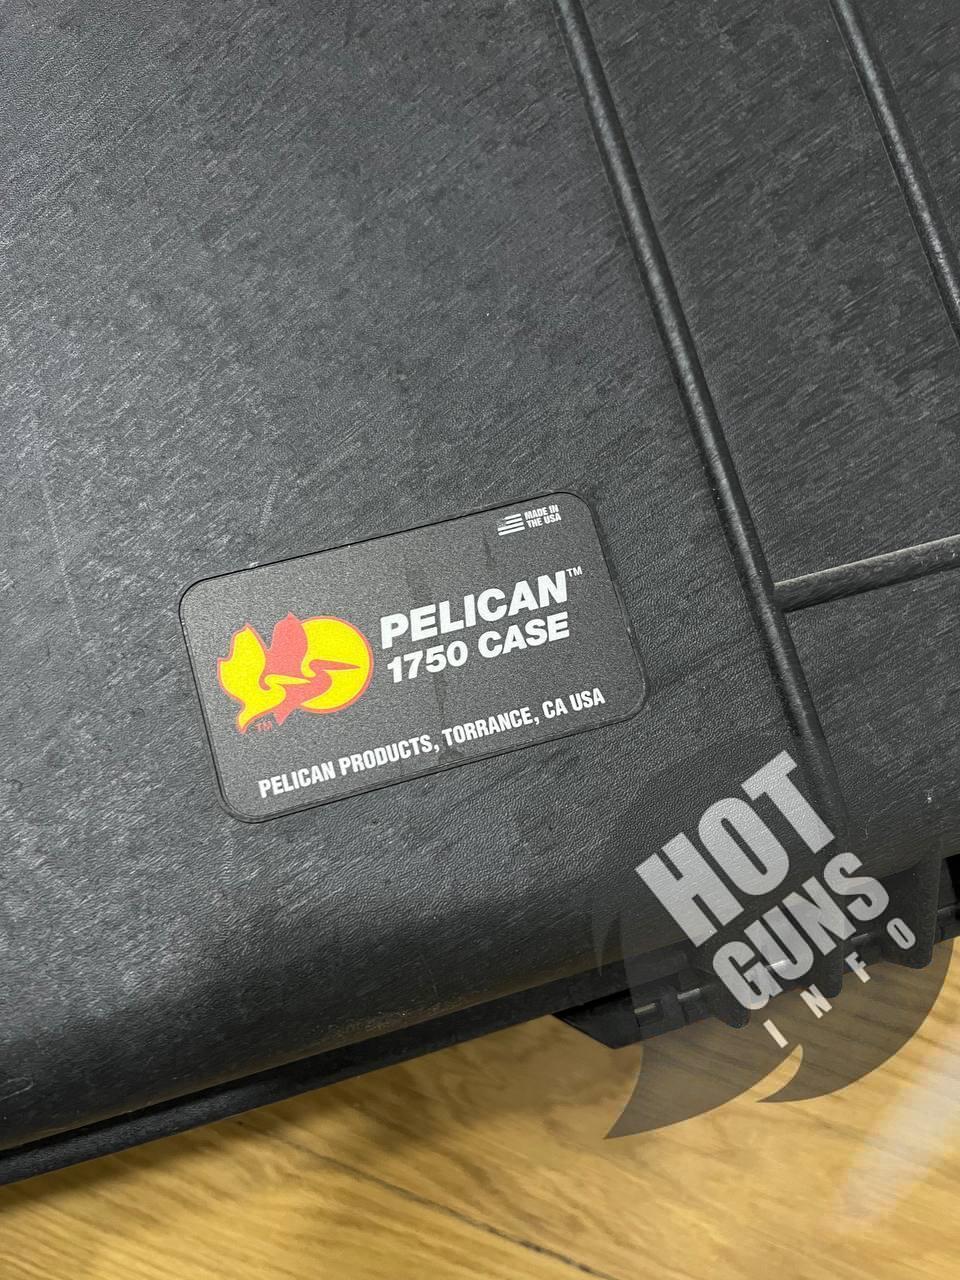 MADE IN
THE USA
PELICAN™
1750 CASE
TM
PELICAN PRODUCTS, TORRANCE, CA USA
HOT
GUNS
INFO